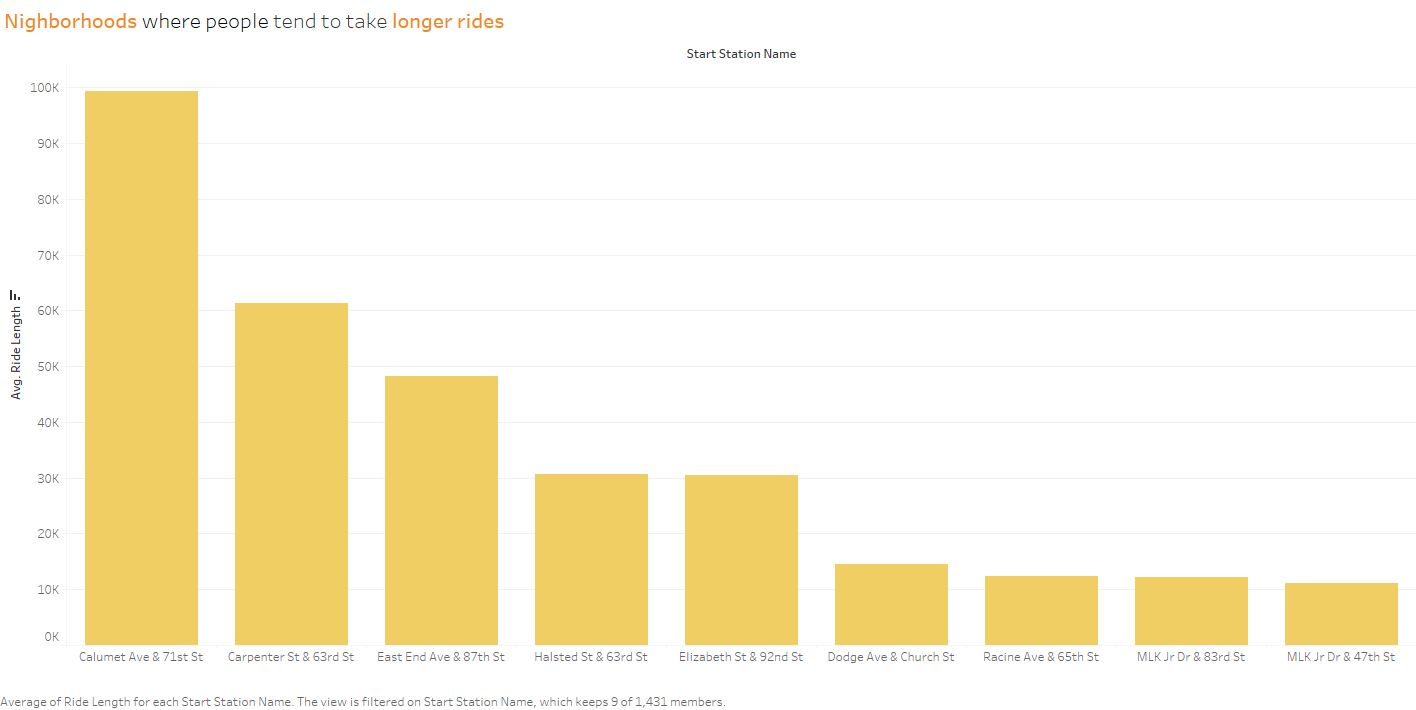 Nighborhoods where people tend to take longer rides
Start Station Name
100K
90K
80K
70K
60K
50K
40K
30K
20K
10K
0K
Avg. Ride Length
Calumet Ave & 71st St
Carpenter St & 63rd St
East End Ave & 87th St
Halsted St & 63rd St
Elizabeth St & 92nd St
Dodge Ave & Church St
Racine Ave & 65th St
MLK Jr Dr & 83rd St
MLK Jr Dr & 47th St
Average of Ride Length for each Start Station Name. The view is filtered on Start Station Name, which keeps 9 of 1,431 members.